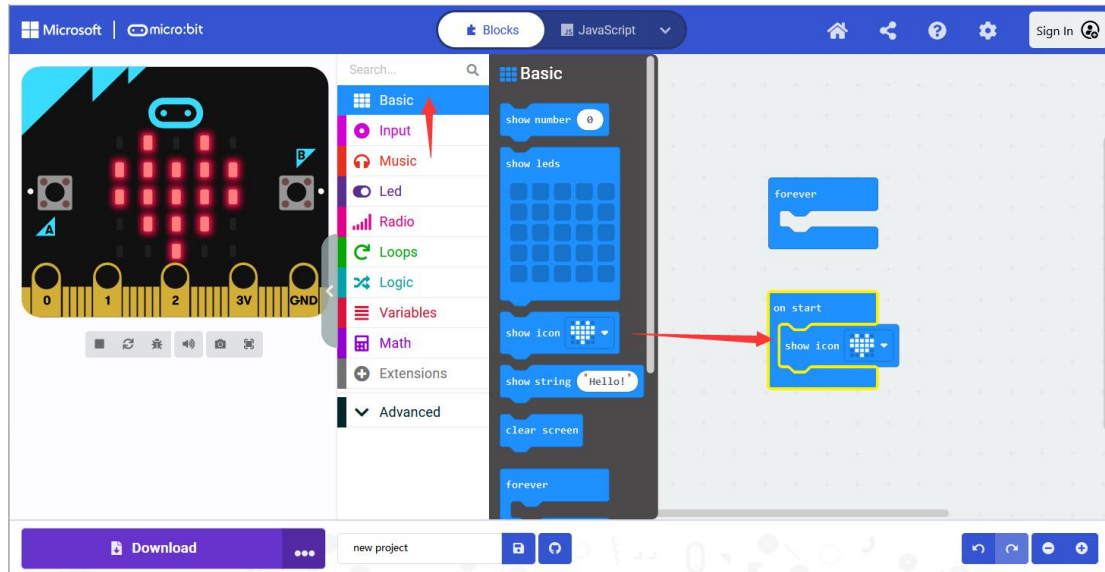 Microsoft micro:bit
Blocks
JS JavaScript
Sign In
Search...
Basic
Input
Music
Led
Radio
Loops
Logic
Variables
Math
Extensions
Advanced
Basic
show number 0
show leds
show icon
show string "Hello!"
clear screen
forever
forever
on start
show icon
A
B
0 1 2 3V GND
Download
new project